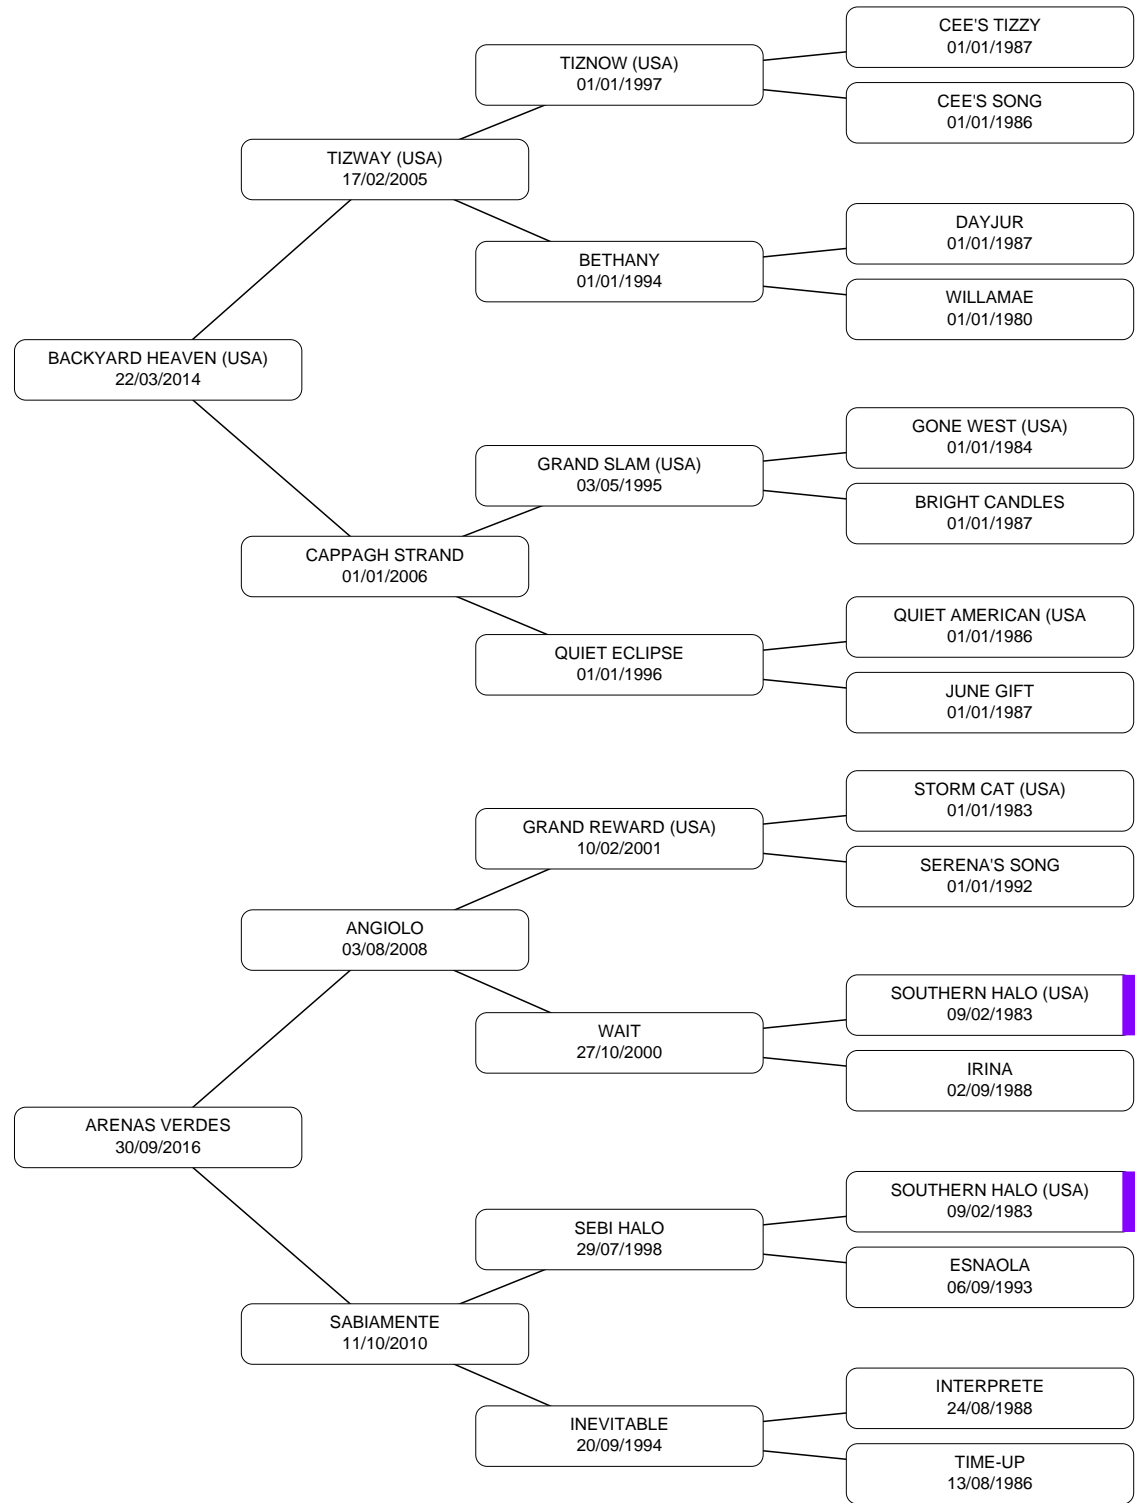 CEE'S TIZZY
01/01/1987
TIZNOW (USA)
01/01/1997
CEE'S SONG
01/01/1986
TIZWAY (USA)
17/02/2005
DAYJUR
01/01/1987
BETHANY
01/01/1994
WILLAMAE
01/01/1980
BACKYARD HEAVEN (USA)
22/03/2014
GONE WEST (USA)
01/01/1984
GRAND SLAM (USA)
03/05/1995
BRIGHT CANDLES
01/01/1987
CAPPAGH STRAND
01/01/2006
QUIET AMERICAN (USA
01/01/1986
QUIET ECLIPSE
01/01/1996
JUNE GIFT
01/01/1987
STORM CAT (USA)
01/01/1983
GRAND REWARD (USA)
10/02/2001
SERENA'S SONG
01/01/1992
ANGIOLO
03/08/2008
SOUTHERN HALO (USA)
09/02/1983
WAIT
27/10/2000
IRINA
02/09/1988
ARENAS VERDES
30/09/2016
SOUTHERN HALO (USA)
09/02/1983
SEBI HALO
29/07/1998
ESNAOLA
06/09/1993
SABIAMENTE
11/10/2010
INTERPRETE
24/08/1988
INEVITABLE
20/09/1994
TIME-UP
13/08/1986